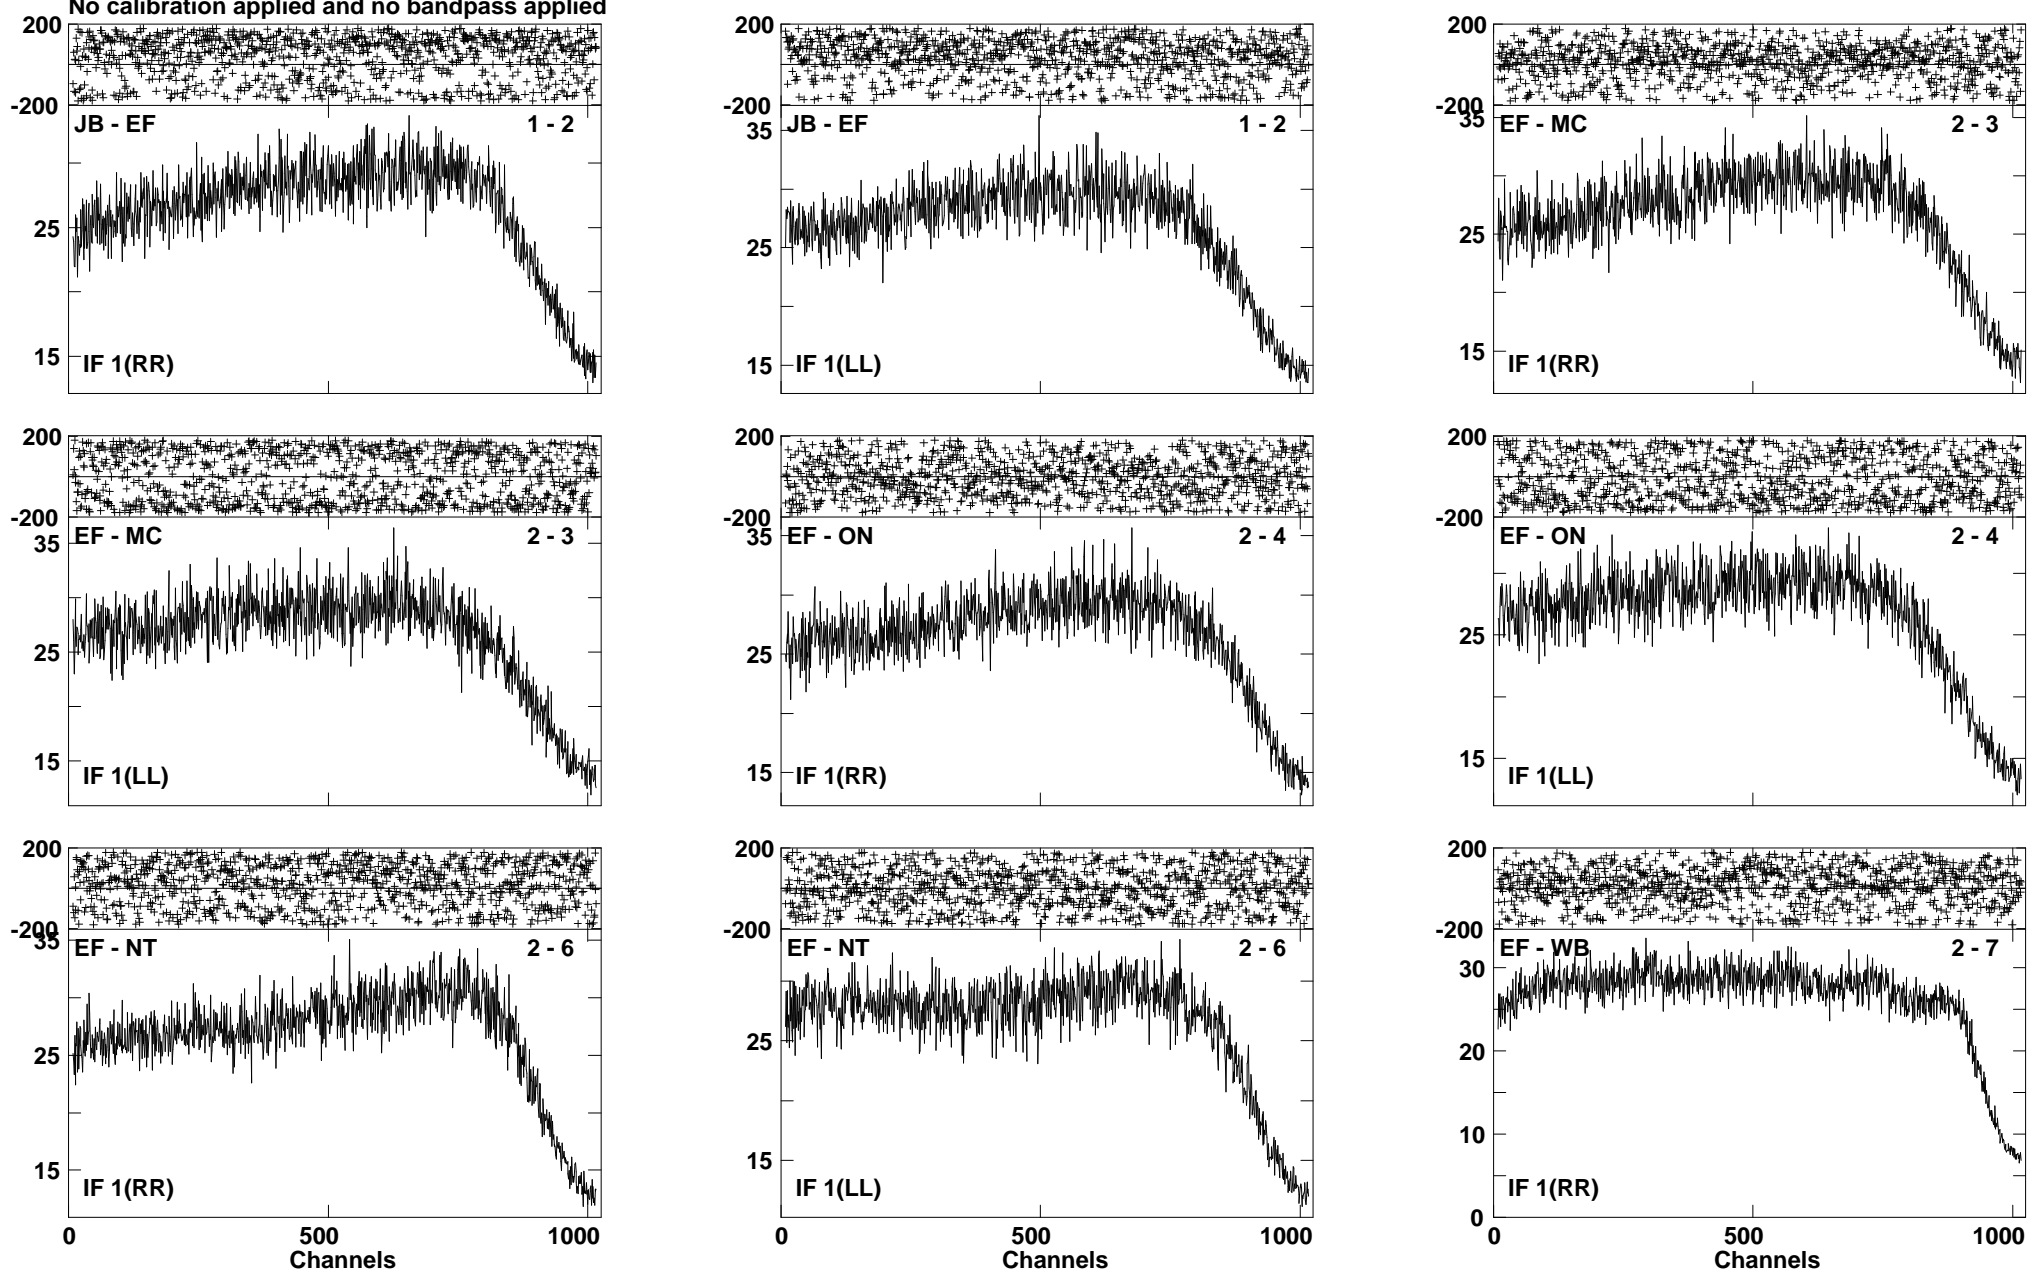 No calibration applied and no bandpass applied
200
-200
JB - EF 1 - 2
25
15
IF 1(RR)
200
-200
35
JB - EF 1 - 2
25
15
IF 1(LL)
200
-200
35
EF - MC 2 - 3
25
15
IF 1(RR)
200
-200
EF - MC 2 - 3
35
25
15
IF 1(LL)
200
-200
35
EF - ON 2 - 4
25
15
IF 1(RR)
200
-200
EF - ON 2 - 4
25
15
IF 1(LL)
200
-200
35
EF - NT 2 - 6
25
15
IF 1(RR)
0 500 1000
Channels
200
-200
EF - NT 2 - 6
25
15
IF 1(LL)
0 500 1000
Channels
200
-200
EF - WB 2 - 7
30
20
10
IF 1(RR)
0
0 500 1000
Channels